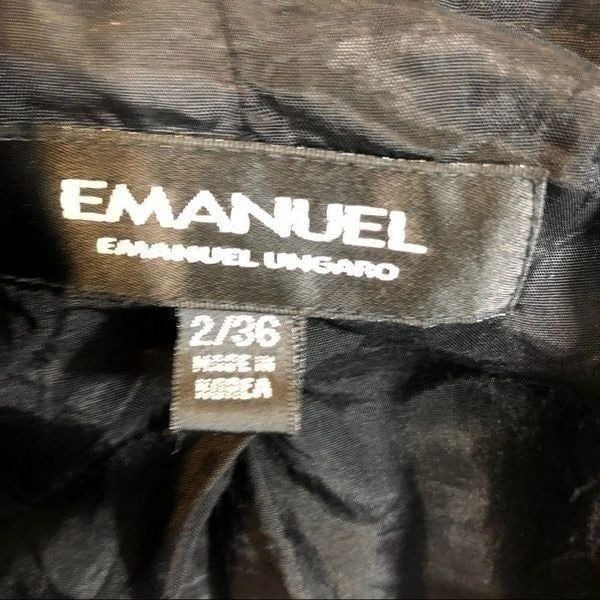 EMANUEL
EMANUEL UNGARO
2/36
MADE IN
KOREA